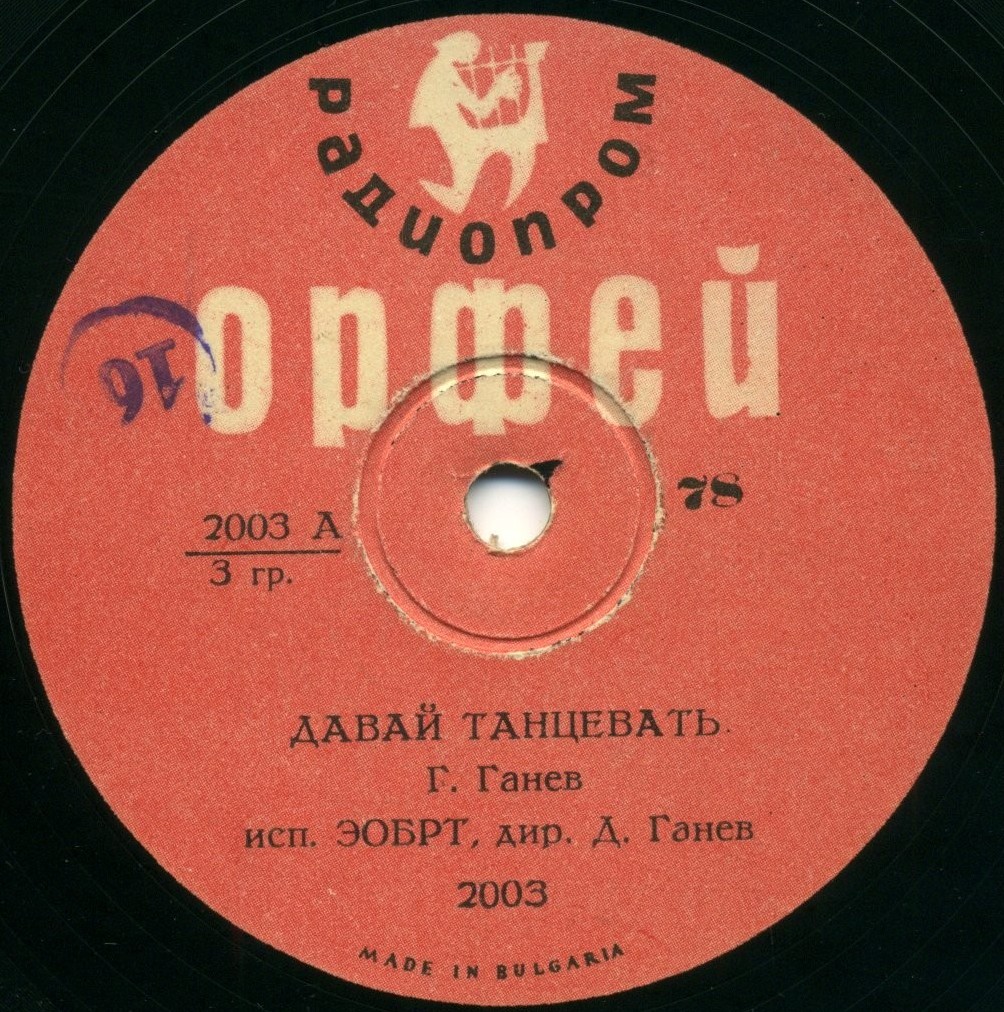 радиопром
орфей
16
78
2003 А
3 гр.
ДАВАЙ ТАНЦЕВАТЬ
Г. Ганев
исп. ЭОБРТ, дир. Д. Ганев
2003
MADE IN BULGARIA